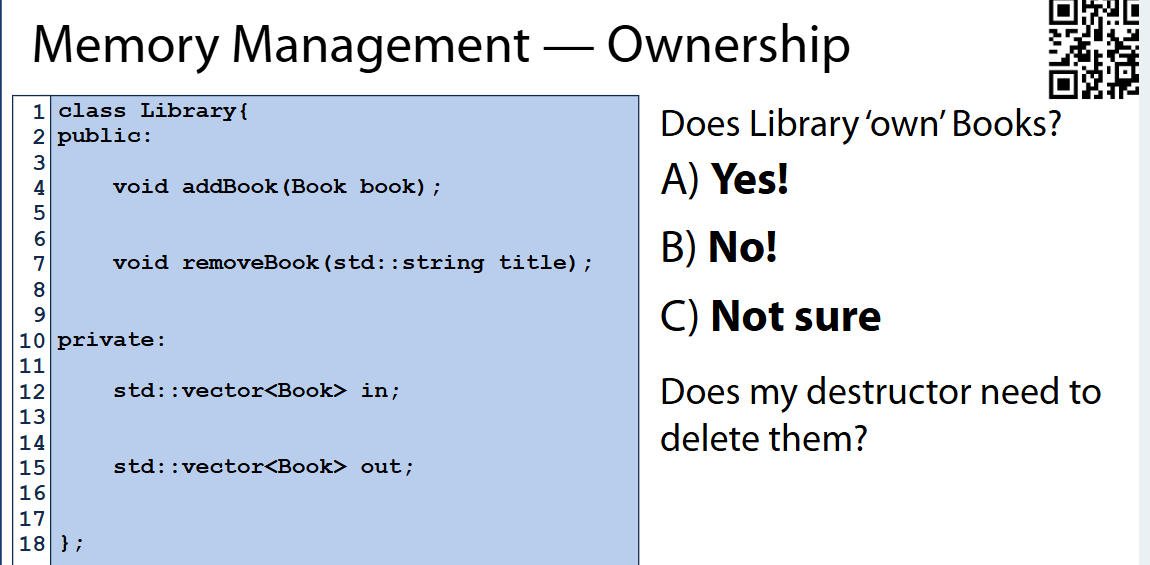 Memory Management — Ownership
1 class Library{
2 public:
3
4 void addBook(Book book);
5
6
7 void removeBook(std::string title);
8
9
10 private:
11
12 std::vector<Book> in;
13
14
15 std::vector<Book> out;
16
17
18 };
Does Library ‘own’ Books?
A) Yes!
B) No!
C) Not sure
Does my destructor need to
delete them?